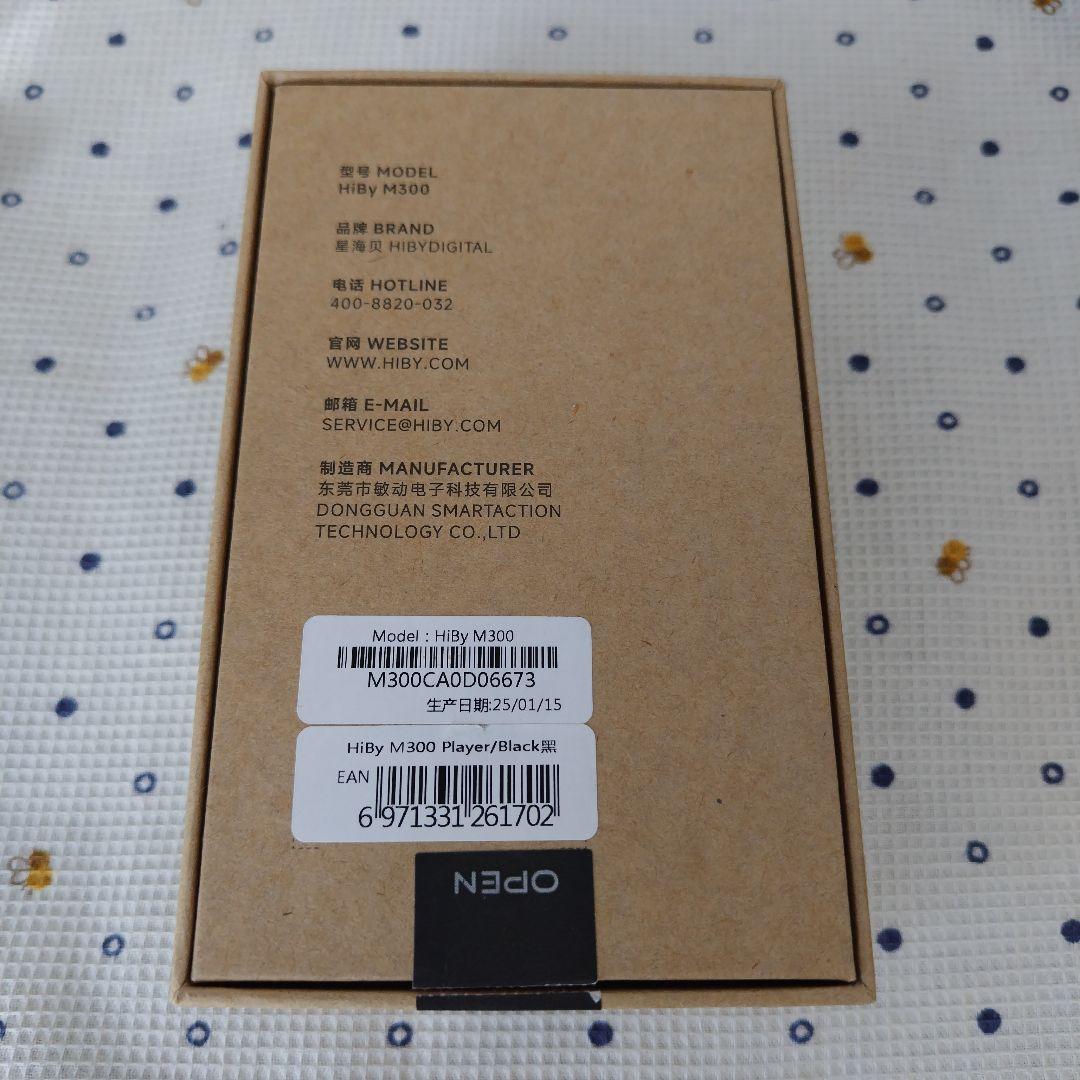 型号 MODEL
HiBy M300
品牌 BRAND
星海贝 HIBYDIGITAL
电话 HOTLINE
400-8820-032
官网 WEBSITE
WWW.HIBY.COM
邮箱 E-MAIL
SERVICE@HIBY.COM
制造商 MANUFACTURER
东莞市敏动电子科技有限公司
DONGGUAN SMARTACTION
TECHNOLOGY CO.,LTD
Model : HiBy M300
M300CA0D06673
生产日期:25/01/15
HiBy M300 Player/Black黑
EAN
6 971331 261702
OPEN